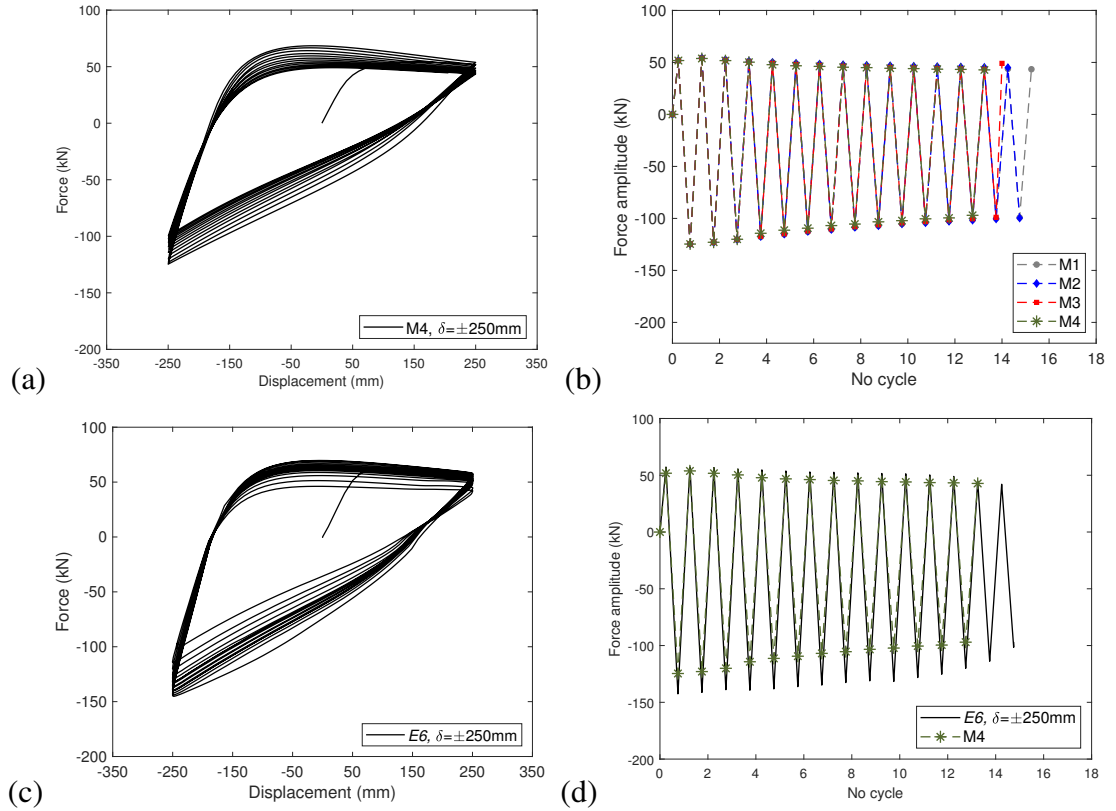 100
50
0
-50
-100
-150
-200
Force (kN)
-350 -250 -150 -50 50 150 250 350
Displacement (mm)
M4, δ=±250mm
(a)
100
50
0
-50
-100
-150
-200
Force amplitude (kN)
0 2 4 6 8 10 12 14 16 18
No cycle
M1
M2
M3
M4
(b)
100
50
0
-50
-100
-150
-200
Force (kN)
-350 -250 -150 -50 50 150 250 350
Displacement (mm)
E6, δ=±250mm
(c)
100
50
0
-50
-100
-150
-200
Force amplitude (kN)
0 2 4 6 8 10 12 14 16 18
No cycle
E6, δ=±250mm
M4
(d)